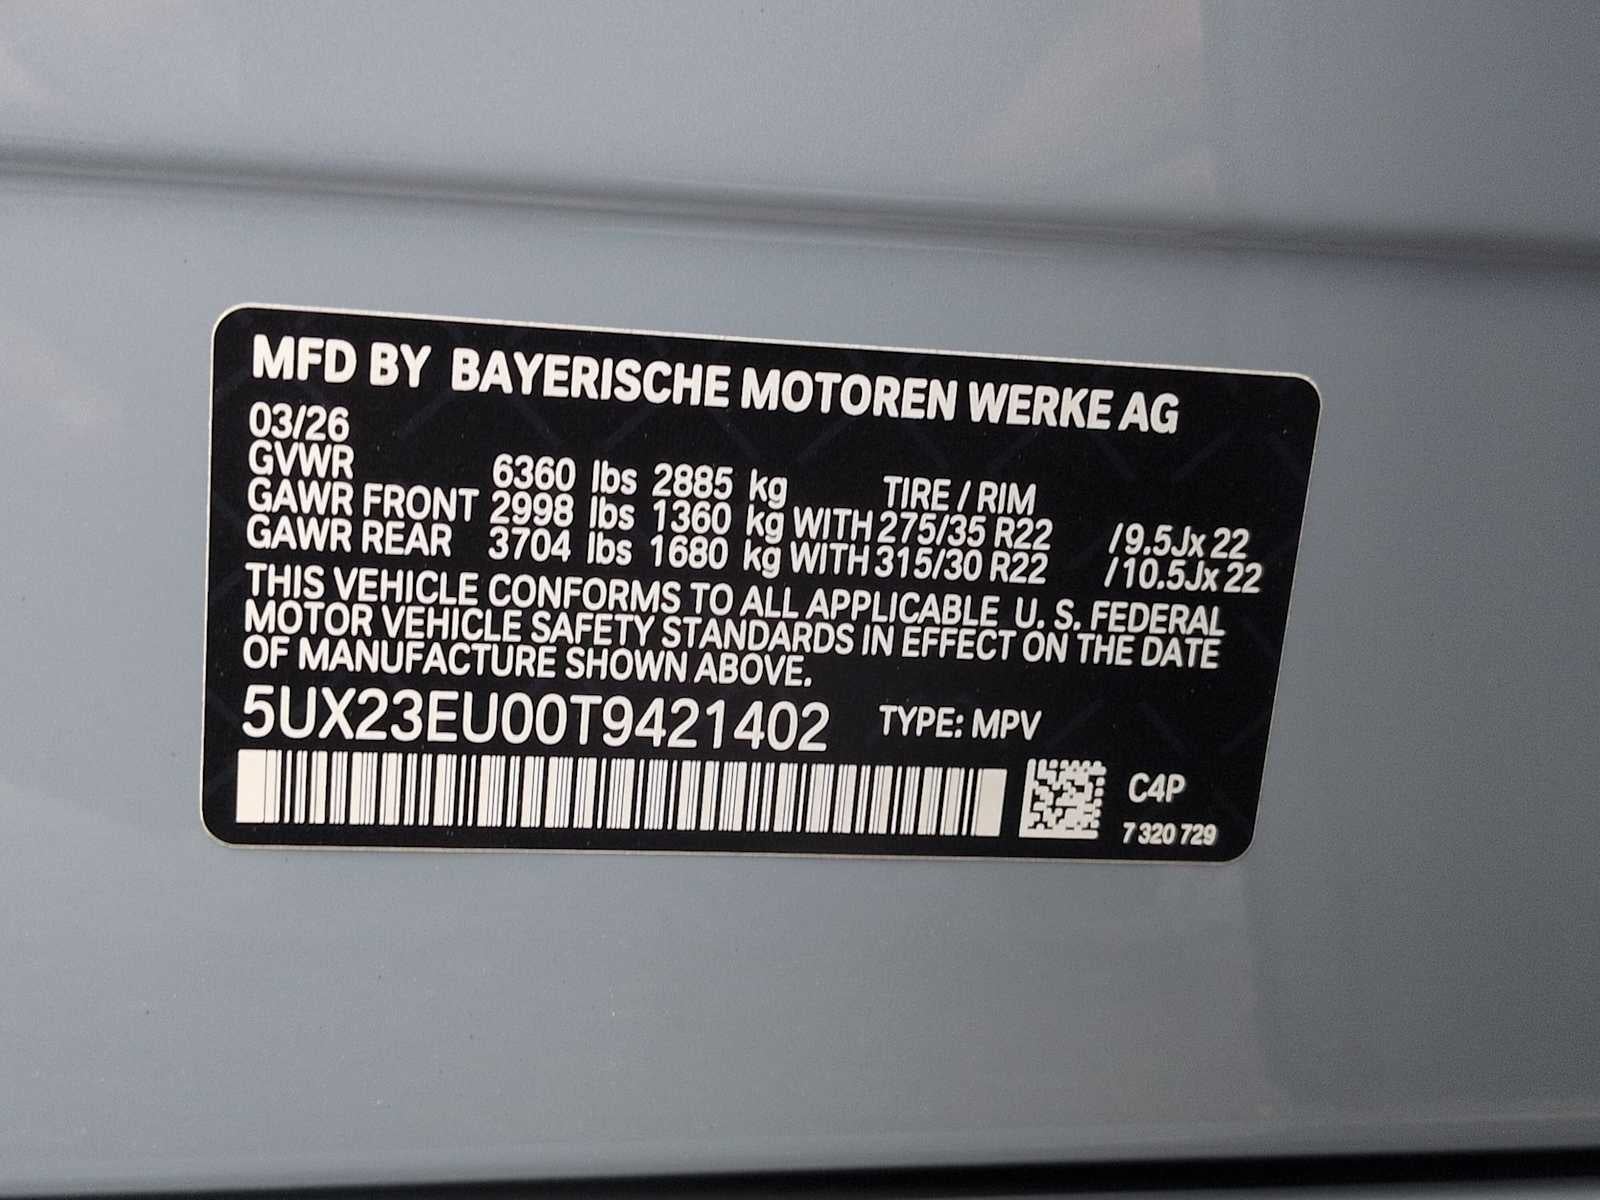 MFD BY BAYERISCHE MOTOREN WERKE AG
03/26
GVWR 6360 lbs 2885 kg TIRE / RIM
GAWR FRONT 2998 lbs 1360 kg WITH 275/35 R22 /9.5Jx 22
GAWR REAR 3704 lbs 1680 kg WITH 315/30 R22 /10.5Jx 22
THIS VEHICLE CONFORMS TO ALL APPLICABLE U. S. FEDERAL
MOTOR VEHICLE SAFETY STANDARDS IN EFFECT ON THE DATE
OF MANUFACTURE SHOWN ABOVE.
5UX23EU00T9421402 TYPE: MPV
C4P
7 320 729